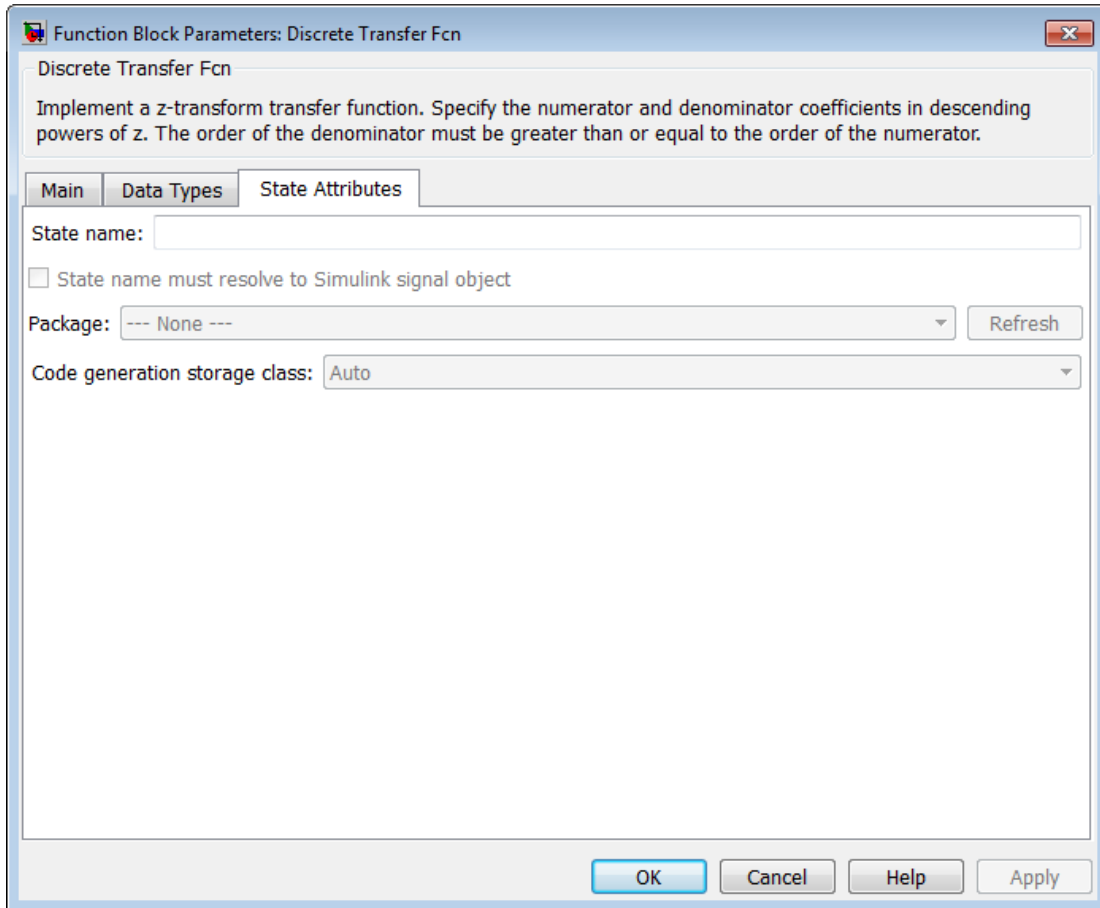 Function Block Parameters: Discrete Transfer Fcn
Discrete Transfer Fcn
Implement a z-transform transfer function. Specify the numerator and denominator coefficients in descending
powers of z. The order of the denominator must be greater than or equal to the order of the numerator.
Main Data Types State Attributes
State name:
State name must resolve to Simulink signal object
Package: --- None --- Refresh
Code generation storage class: Auto
OK Cancel Help Apply